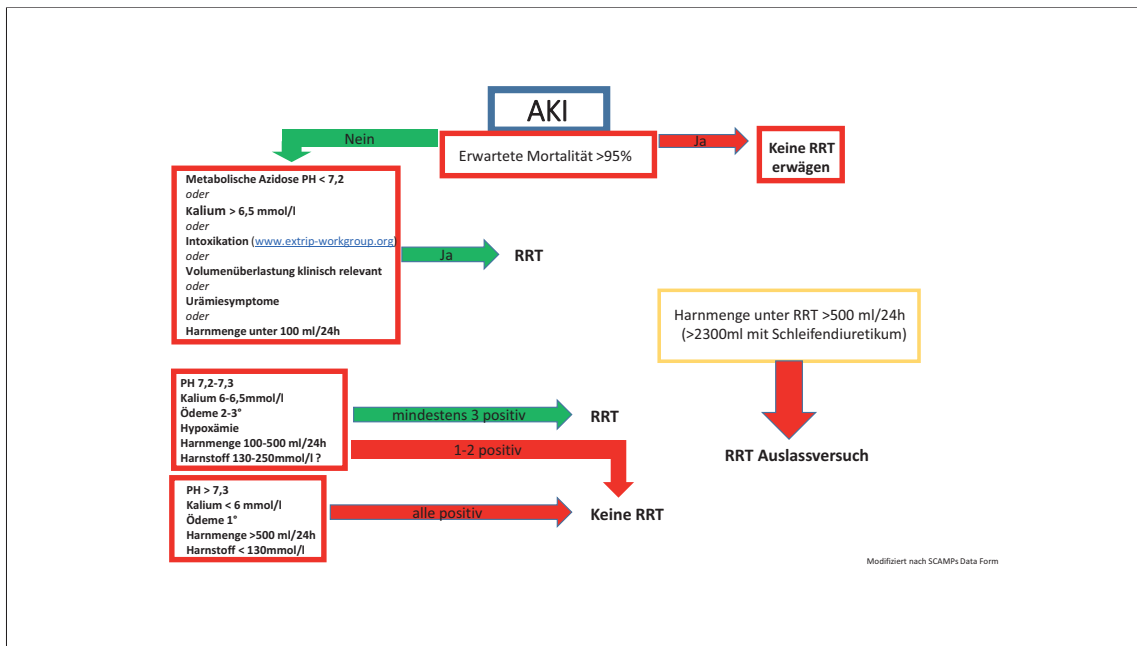 AKI
Nein
Erwartete Mortalität >95%
Ja
Keine RRT
erwägen
Metabolische Azidose PH < 7,2
oder
Kalium > 6,5 mmol/l
oder
Intoxikation (www.extrip-workgroup.org)
oder
Volumenüberlastung klinisch relevant
oder
Urämiesymptome
oder
Harnmenge unter 100 ml/24h
Ja
RRT
Harnmenge unter RRT >500 ml/24h
(>2300ml mit Schleifendiuretikum)
RRT Auslassversuch
PH 7,2-7,3
Kalium 6-6,5mmol/l
Ödeme 2-3°
Hypoxämie
Harnmenge 100-500 ml/24h
Harnstoff 130-250mmol/l ?
mindestens 3 positiv
RRT
1-2 positiv
PH > 7,3
Kalium < 6 mmol/l
Ödeme 1°
Harnmenge >500 ml/24h
Harnstoff < 130mmol/l
alle positiv
Keine RRT
Modifiziert nach SCAMPs Data Form